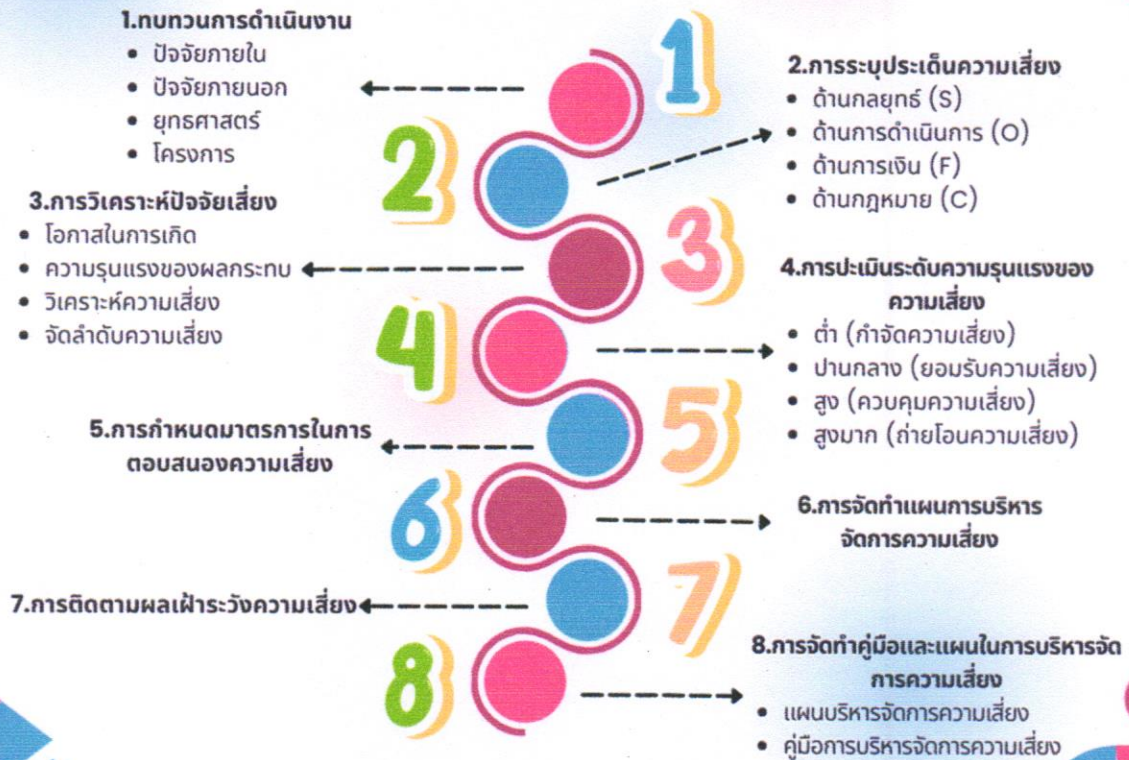 1.ทบทวนการดำเนินงาน
• ปัจจัยภายใน
• ปัจจัยภายนอก
• ยุทธศาสตร์
• โครงการ
1
2.การระบุประเด็นความเสี่ยง
• ด้านกลยุทธ์ (S)
• ด้านการดำเนินการ (O)
• ด้านการเงิน (F)
• ด้านกฎหมาย (C)
2
3.การวิเคราะห์ปัจจัยเสี่ยง
• โอกาสในการเกิด
• ความรุนแรงของผลกระทบ
• วิเคราะห์ความเสี่ยง
• จัดลำดับความเสี่ยง
3
4.การปะเมินระดับความรุนแรงของ
ความเสี่ยง
• ต่ำ (กำจัดความเสี่ยง)
• ปานกลาง (ยอมรับความเสี่ยง)
• สูง (ควบคุมความเสี่ยง)
• สูงมาก (ถ่ายโอนความเสี่ยง)
4
5.การกำหนดมาตรการในการ
ตอบสนองความเสี่ยง
5
6.การจัดทำแผนการบริหาร
จัดการความเสี่ยง
6
7.การติดตามผลเฝ้าระวังความเสี่ยง
7
8.การจัดทำคู่มือและแผนในการบริหารจัด
การความเสี่ยง
• แผนบริหารจัดการความเสี่ยง
• คู่มือการบริหารจัดการความเสี่ยง
8